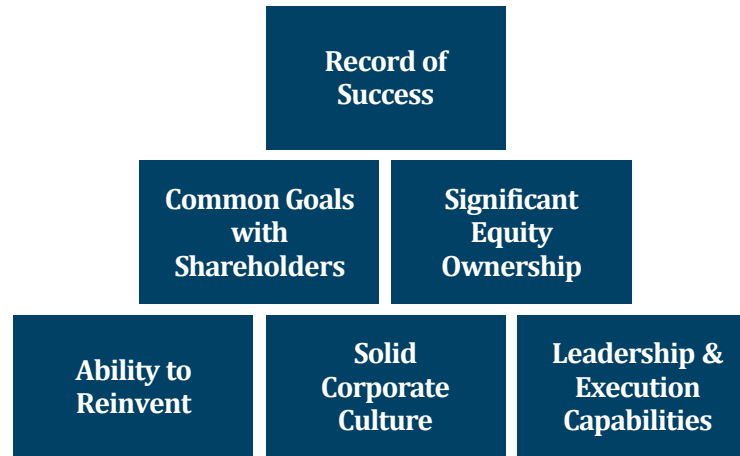 Record of
Success
Common Goals
with
Shareholders
Significant
Equity
Ownership
Ability to
Reinvent
Solid
Corporate
Culture
Leadership &
Execution
Capabilities